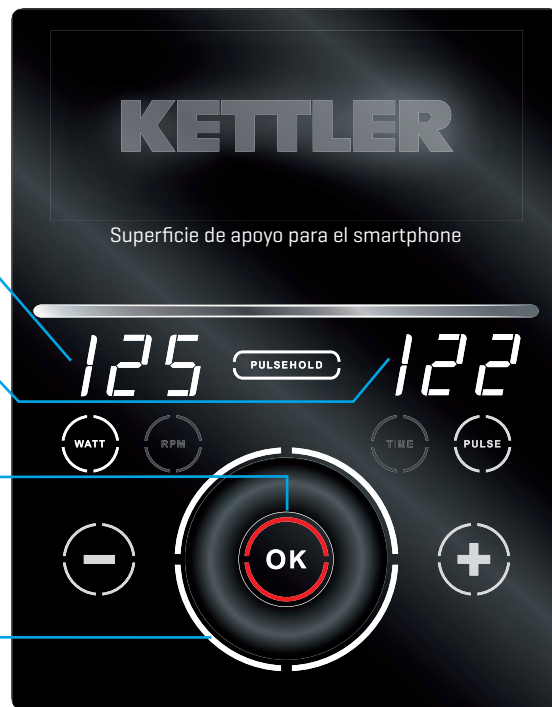 KETTLER
Superficie de apoyo para el smartphone
125 PULSEHOLD 122
WATT RPM TIME PULSE
- OK +